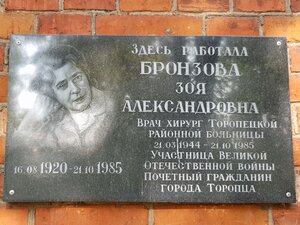 Здесь работала
Бронзова
Зоя
Александровна
Врач хирург Торопецкой
районной больницы
21.03.1944 - 21.10.1985
Участница Великой
Отечественной войны
Почетный гражданин
города Торопца
16.08 1920 - 21.10 1985